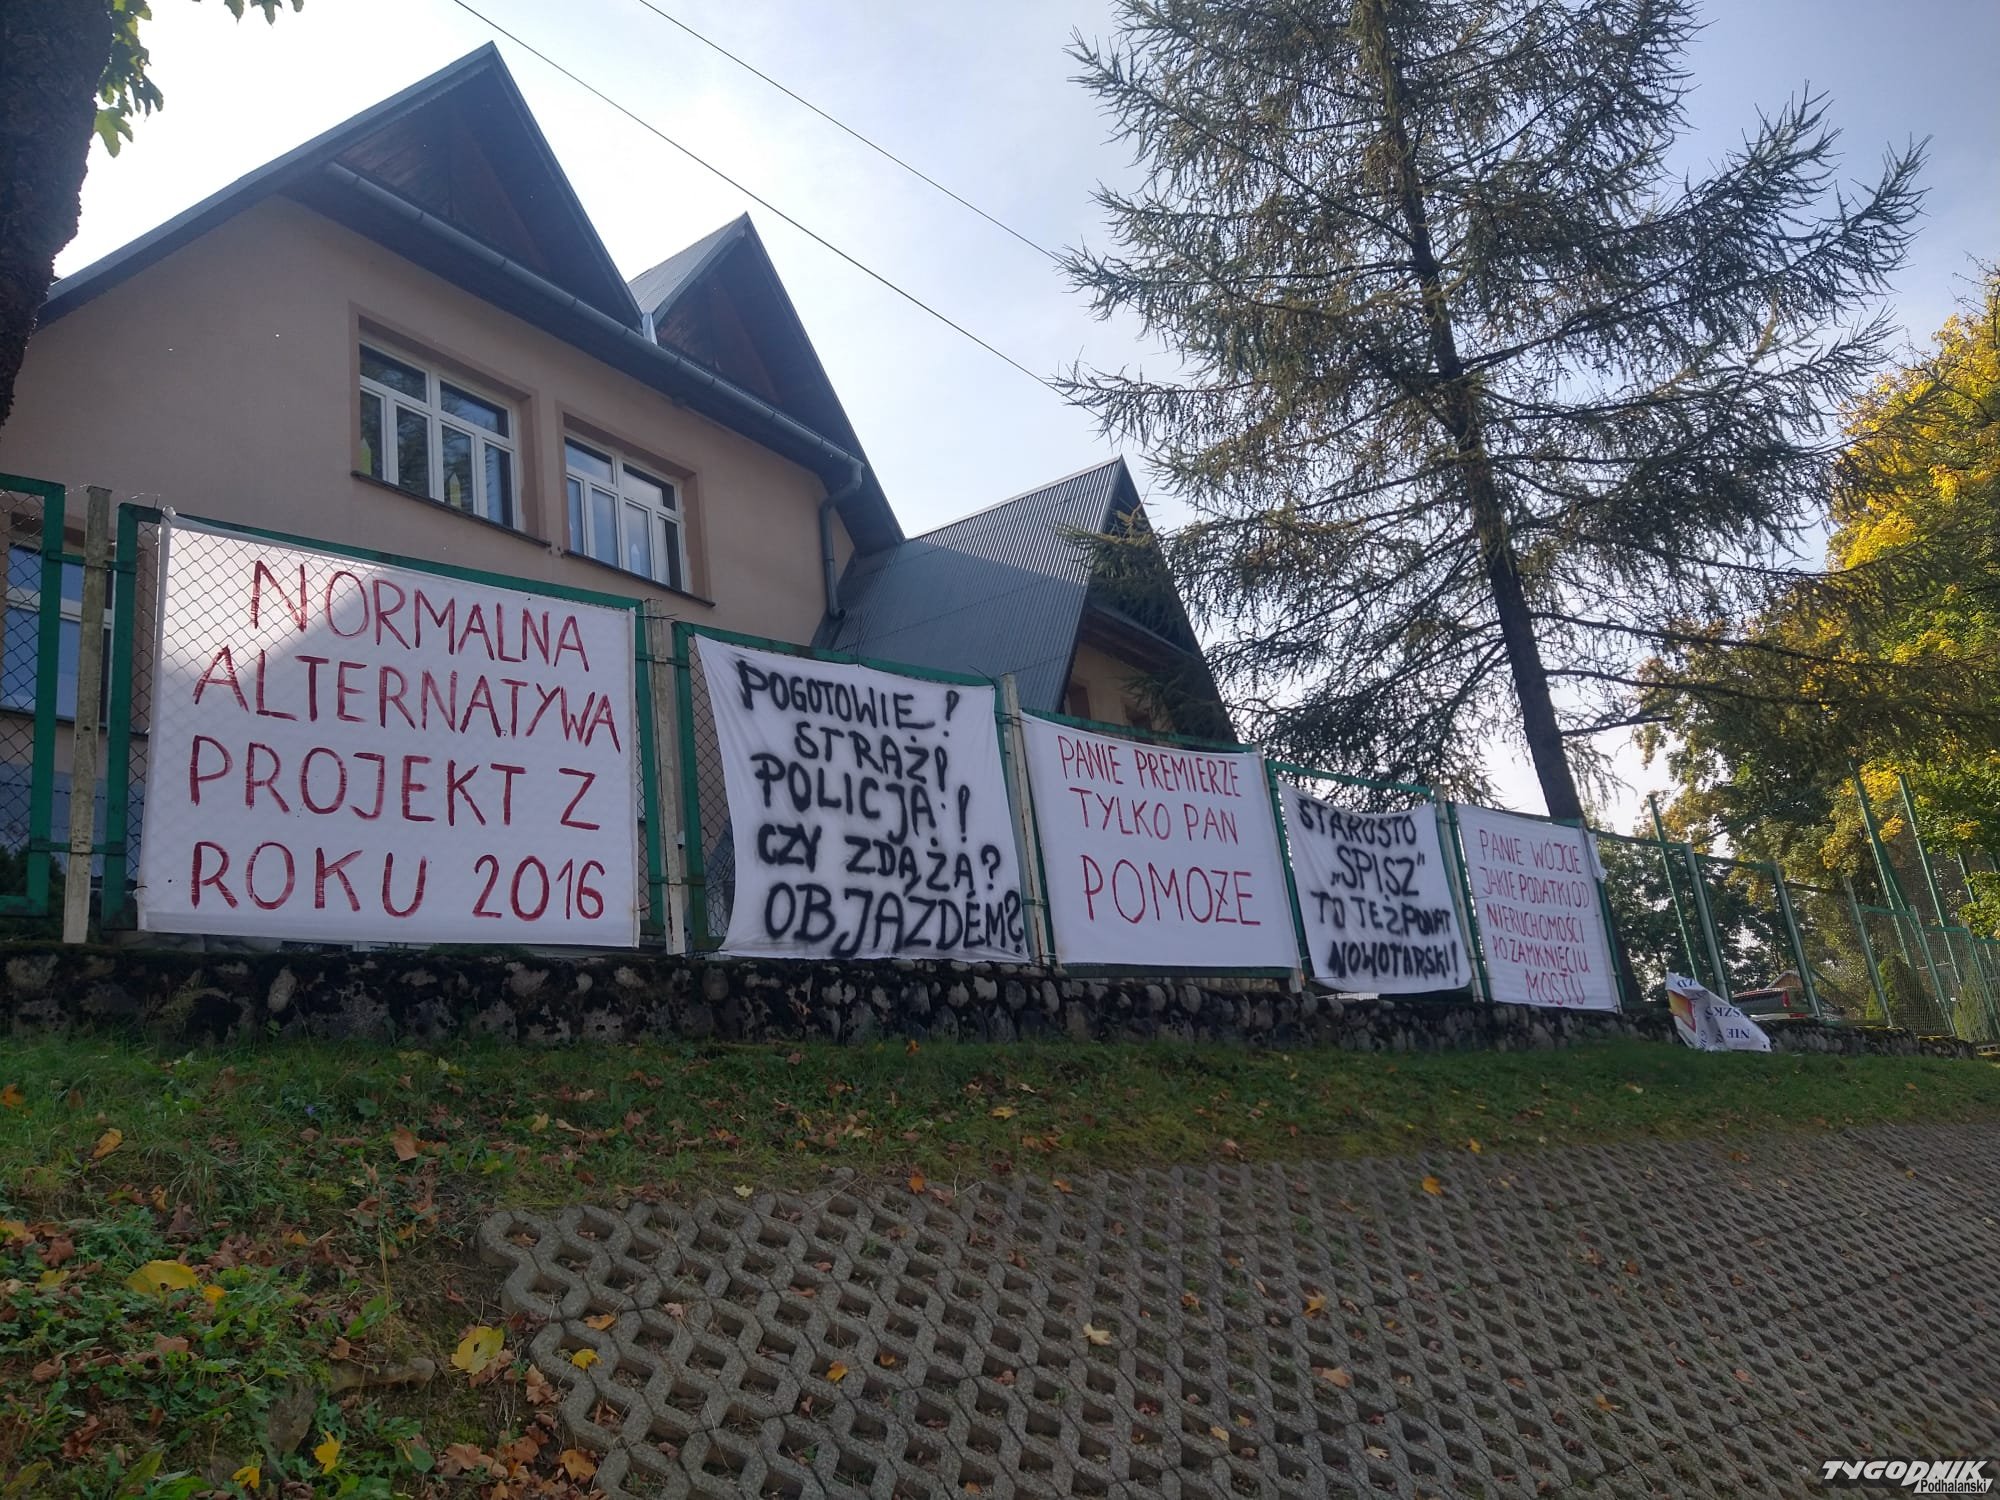 NORMALNA
ALTERNATYWA
PROJEKT Z
ROKU 2016
POGOTOWIE!
STRAŻ!
POLICJA!
CZY ZDĄŻĄ?
OBJAZDEM?
PANIE PREMIERZE
TYLKO PAN
POMOŻE
STAROSTO
„SPISZ"
TO TEŻ POWIAT
NOWOTARSKI!
PANIE WÓJCIE
JAKIE PODATKI OD
NIERUCHOMOŚCI
PO ZAMKNIĘCIU
MOSTU
NIE
TYGODNIK
Podhalański